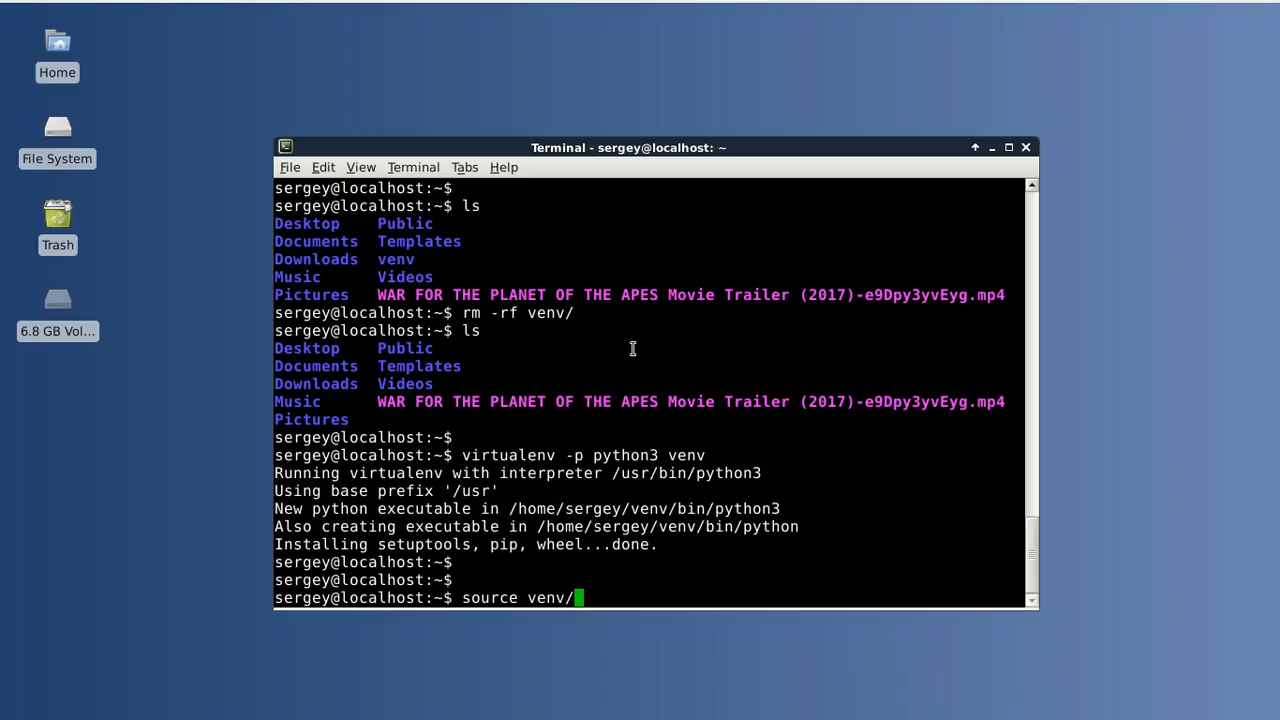 Home
File System
Trash
6.8 GB Vol...
Terminal - sergey@localhost: ~
File Edit View Terminal Tabs Help
sergey@localhost:~$
sergey@localhost:~$ ls
Desktop Public
Documents Templates
Downloads venv
Music Videos
Pictures WAR FOR THE PLANET OF THE APES Movie Trailer (2017)-e9Dpy3yvEyg.mp4
sergey@localhost:~$ rm -rf venv/
sergey@localhost:~$ ls
Desktop Public
Documents Templates
Downloads Videos
Music WAR FOR THE PLANET OF THE APES Movie Trailer (2017)-e9Dpy3yvEyg.mp4
Pictures
sergey@localhost:~$
sergey@localhost:~$ virtualenv -p python3 venv
Running virtualenv with interpreter /usr/bin/python3
Using base prefix '/usr'
New python executable in /home/sergey/venv/bin/python3
Also creating executable in /home/sergey/venv/bin/python
Installing setuptools, pip, wheel...done.
sergey@localhost:~$
sergey@localhost:~$
sergey@localhost:~$ source venv/